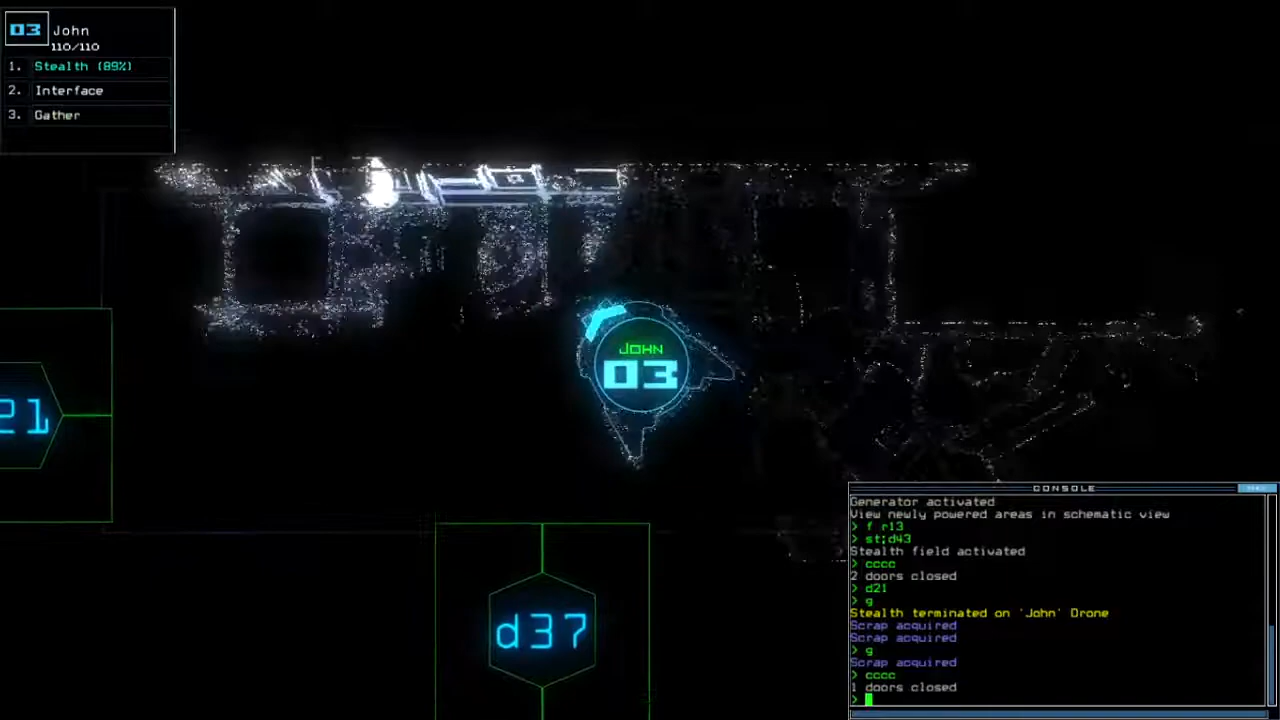 03 John
110/110
1. Stealth (89%)
2. Interface
3. Gather
JOHN
03
21
d37
CONSOLE
Generator activated
View newly powered areas in schematic view
> f r13
> st;d43
Stealth field activated
> cccc
2 doors closed
> d21
> g
Stealth terminated on 'John' Drone
Scrap acquired
Scrap acquired
> g
Scrap acquired
> cccc
1 doors closed
>